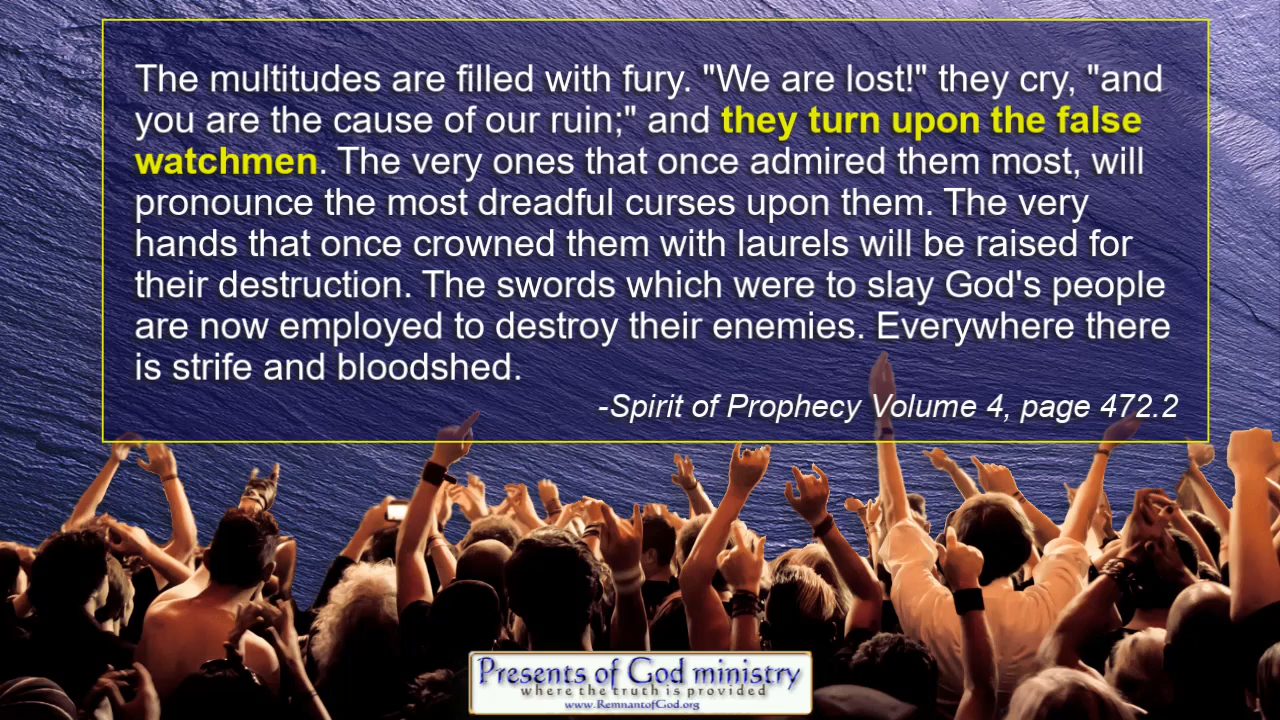 The multitudes are filled with fury. "We are lost!" they cry, "and
you are the cause of our ruin;" and they turn upon the false
watchmen. The very ones that once admired them most, will
pronounce the most dreadful curses upon them. The very
hands that once crowned them with laurels will be raised for
their destruction. The swords which were to slay God's people
are now employed to destroy their enemies. Everywhere there
is strife and bloodshed.
-Spirit of Prophecy Volume 4, page 472.2
Presents of God ministry
where the truth is provided
www.RemnantofGod.org